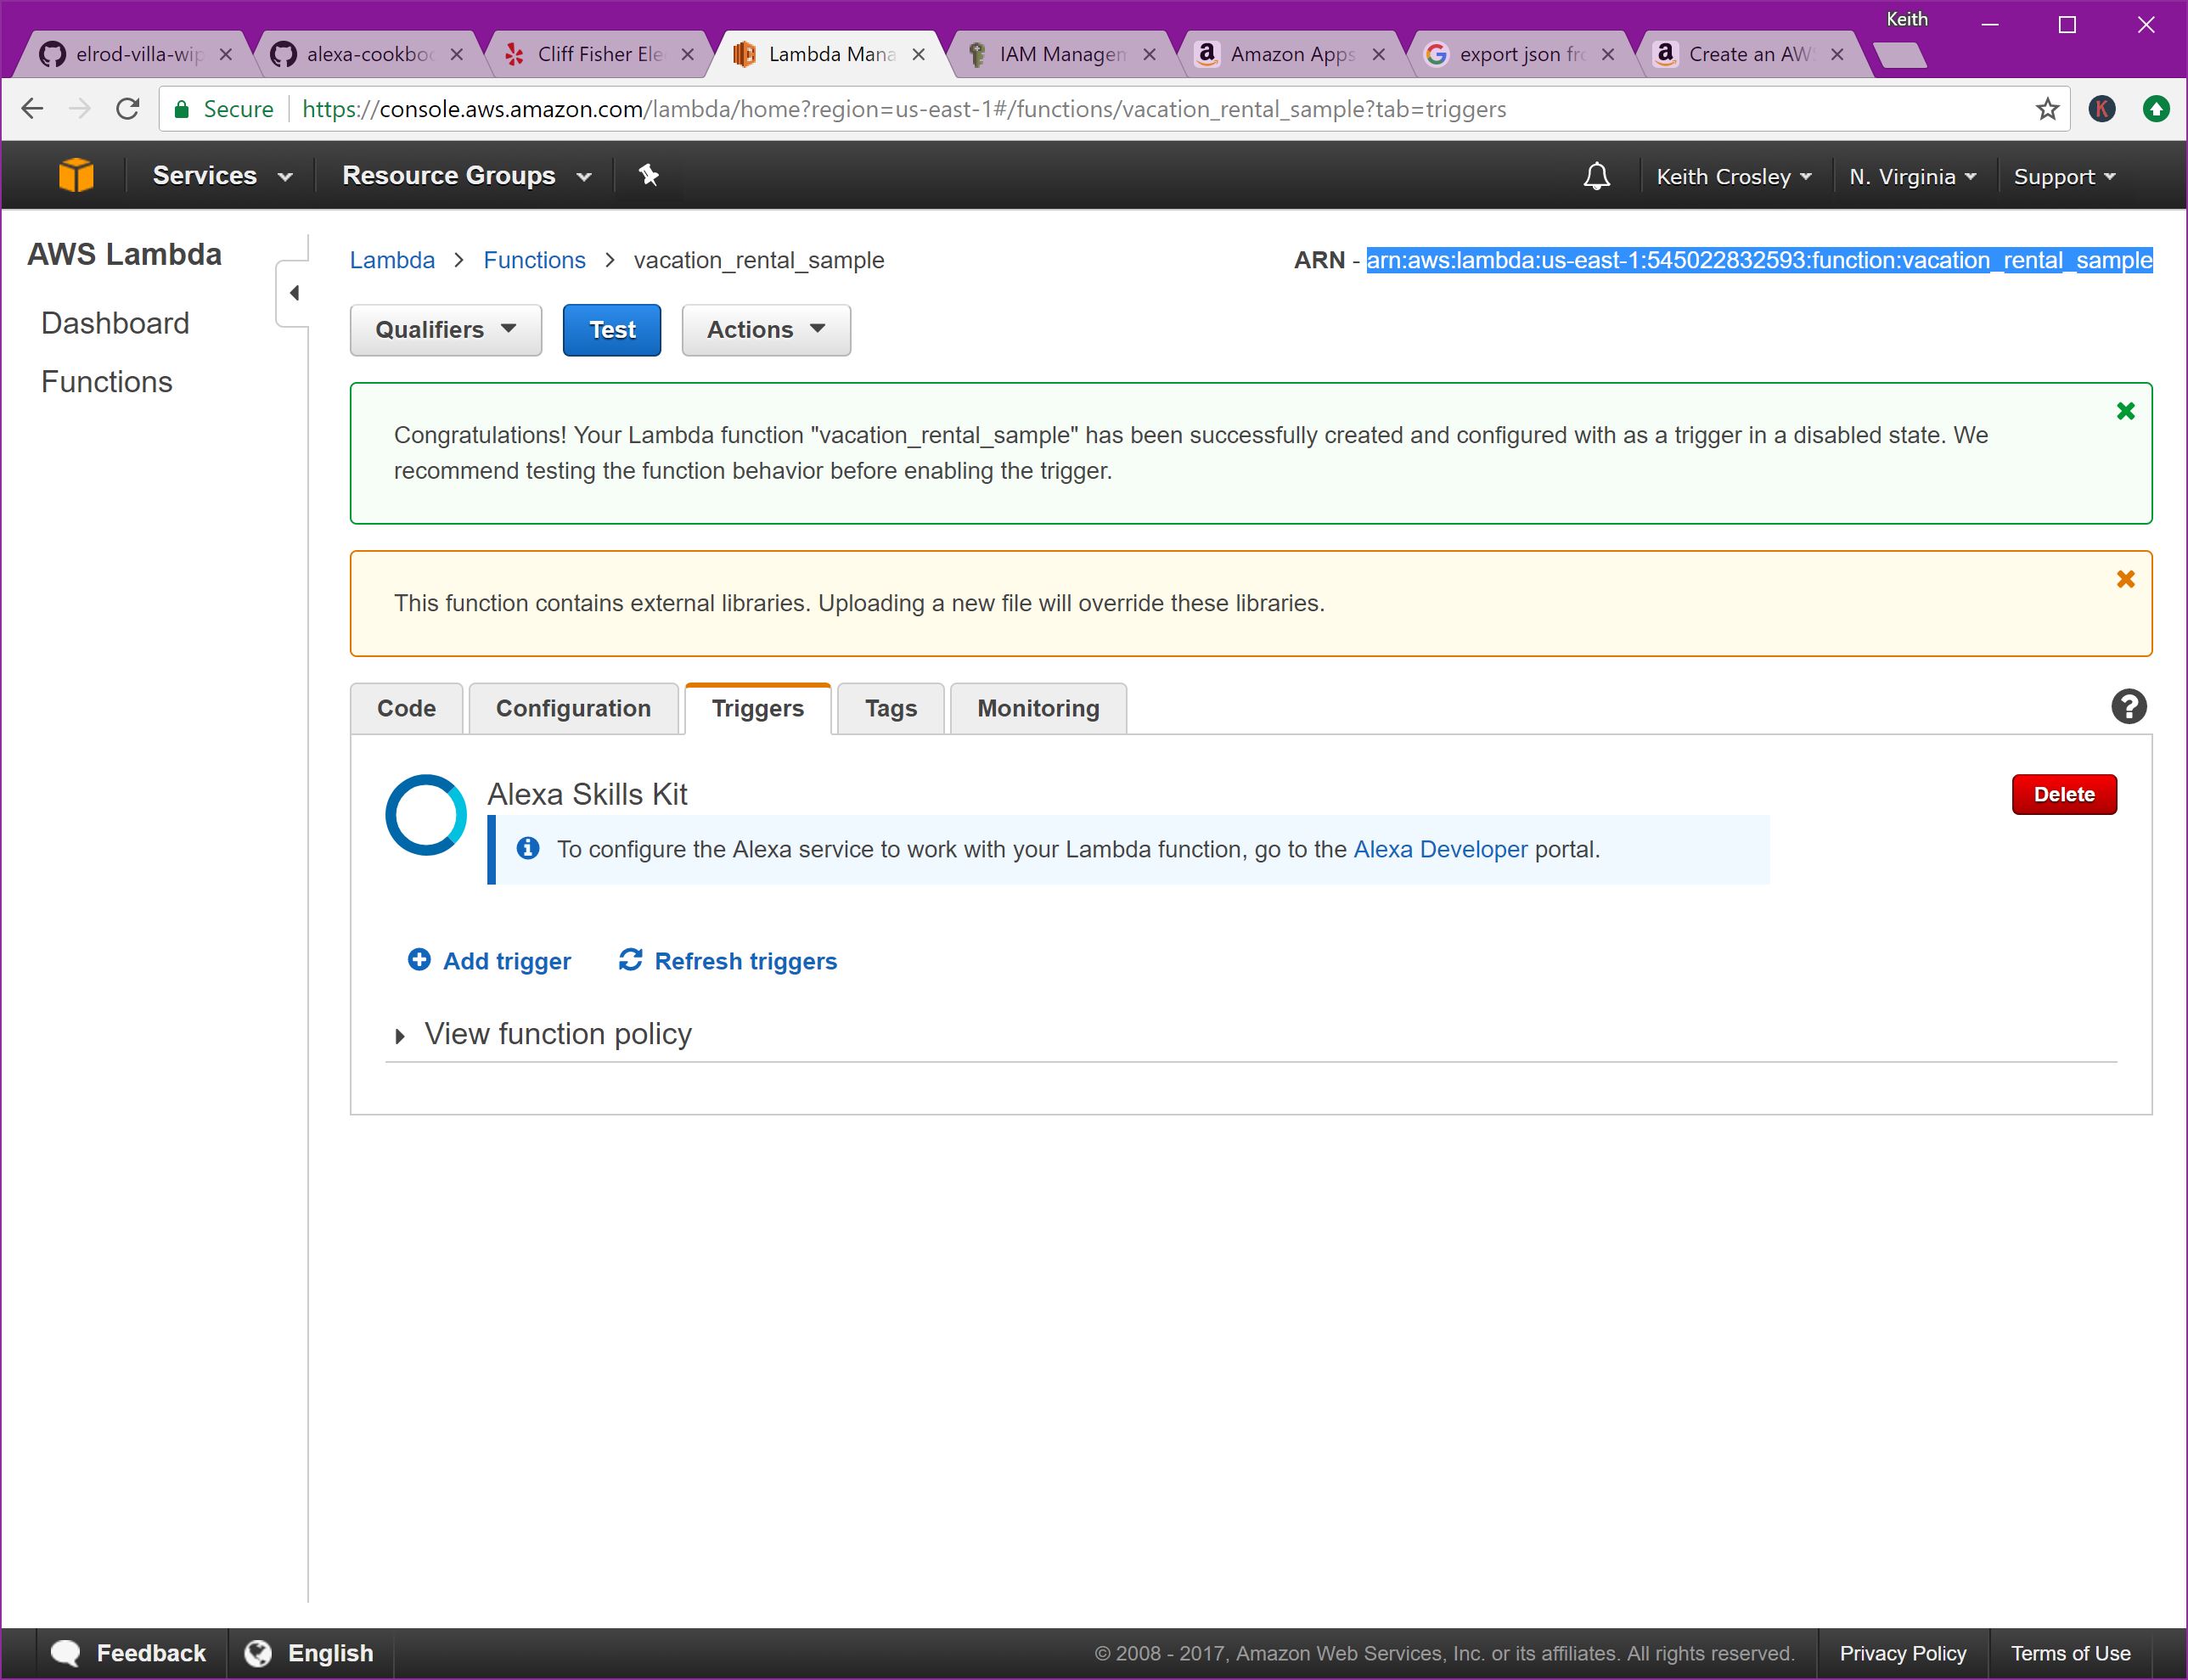 Keith
elrod-villa-wip
alexa-cookboo
Cliff Fisher Ele
Lambda Mana
IAM Managem
Amazon Apps
export json fro
Create an AW
Secure https://console.aws.amazon.com/lambda/home?region=us-east-1#/functions/vacation_rental_sample?tab=triggers
K
Services Resource Groups Keith Crosley N. Virginia Support
AWS Lambda
Dashboard
Functions
Lambda > Functions > vacation_rental_sample
ARN - arn:aws:lambda:us-east-1:545022832593:function:vacation_rental_sample
Qualifiers Test Actions
Congratulations! Your Lambda function "vacation_rental_sample" has been successfully created and configured with as a trigger in a disabled state. We
recommend testing the function behavior before enabling the trigger.
This function contains external libraries. Uploading a new file will override these libraries.
Code Configuration Triggers Tags Monitoring
Alexa Skills Kit
Delete
To configure the Alexa service to work with your Lambda function, go to the Alexa Developer portal.
Add trigger Refresh triggers
View function policy
Feedback English © 2008 - 2017, Amazon Web Services, Inc. or its affiliates. All rights reserved. Privacy Policy Terms of Use